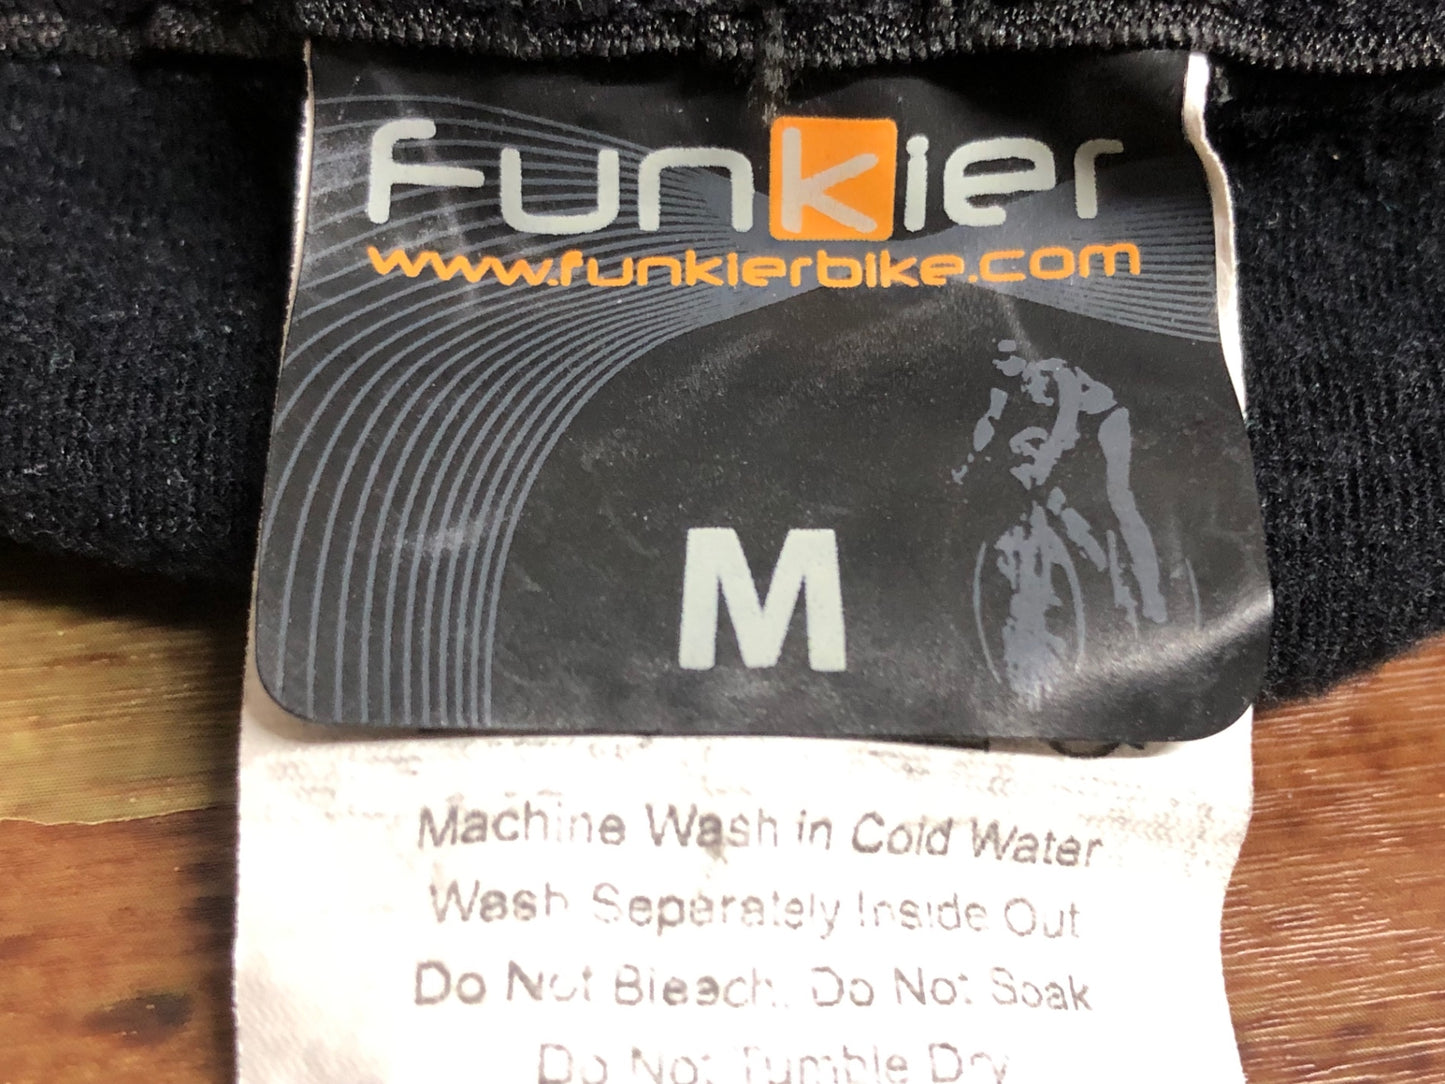 Funkier
www.funkierbike.com
M
Machine Wash in Cold Water
Wash Seperately Inside Out
Do Not Bleach, Do Not Soak
Do Not Tumble Dry